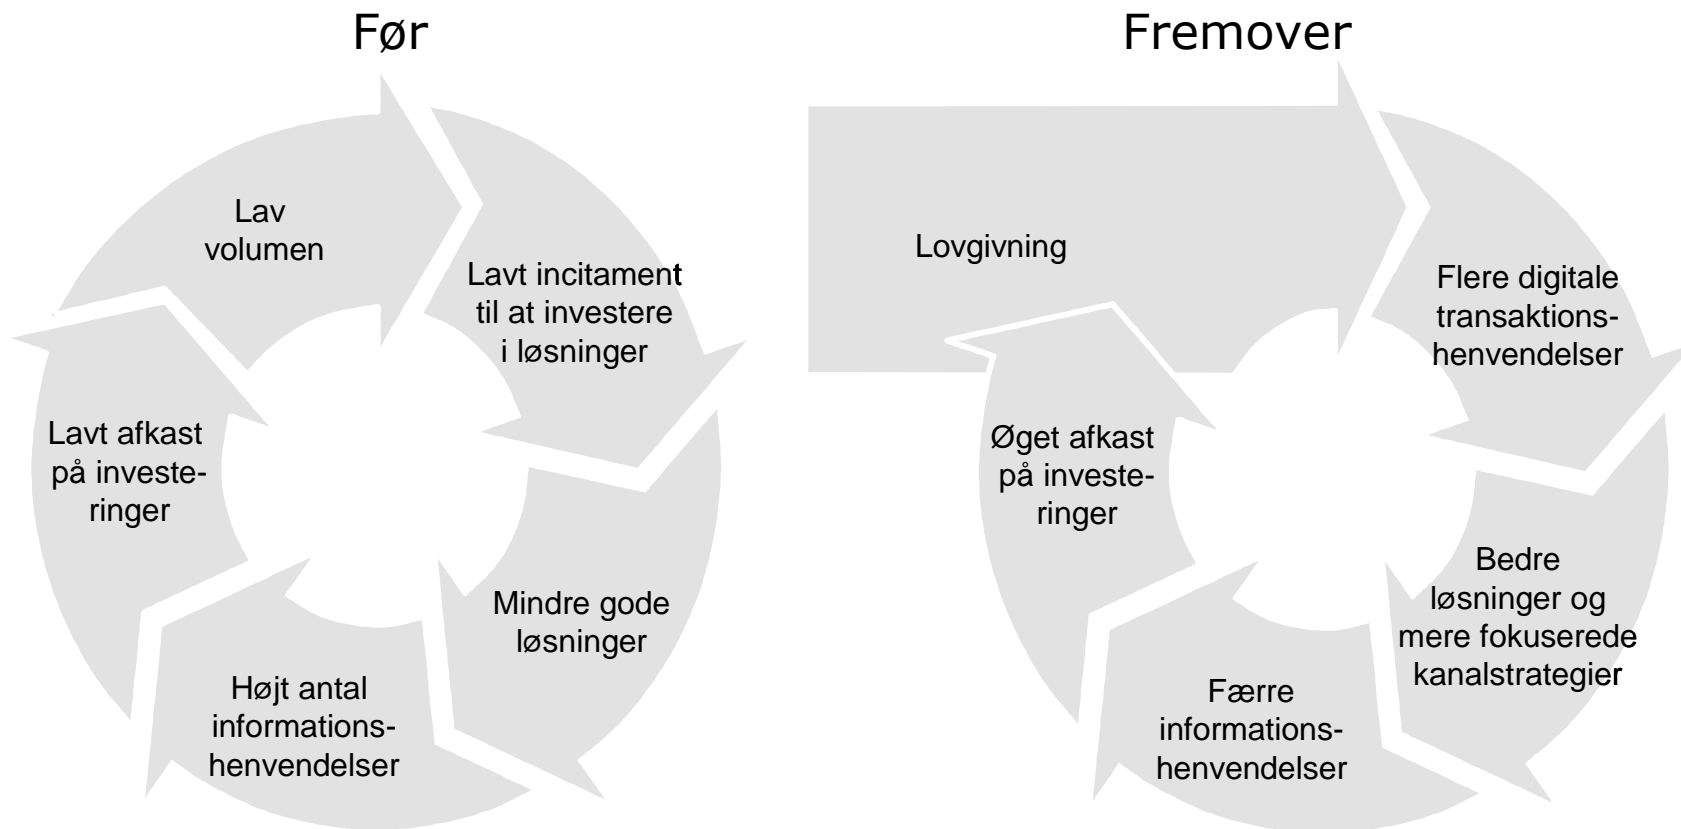 Før
Lav
volumen
Lavt incitament
til at investere
i løsninger
Mindre gode
løsninger
Højt antal
informations-
henvendelser
Lavt afkast
på investe-
ringer
Fremover
Lovgivning
Flere digitale
transaktions-
henvendelser
Bedre
løsninger og
mere fokuserede
kanalstrategier
Færre
informations-
henvendelser
Øget afkast
på investe-
ringer